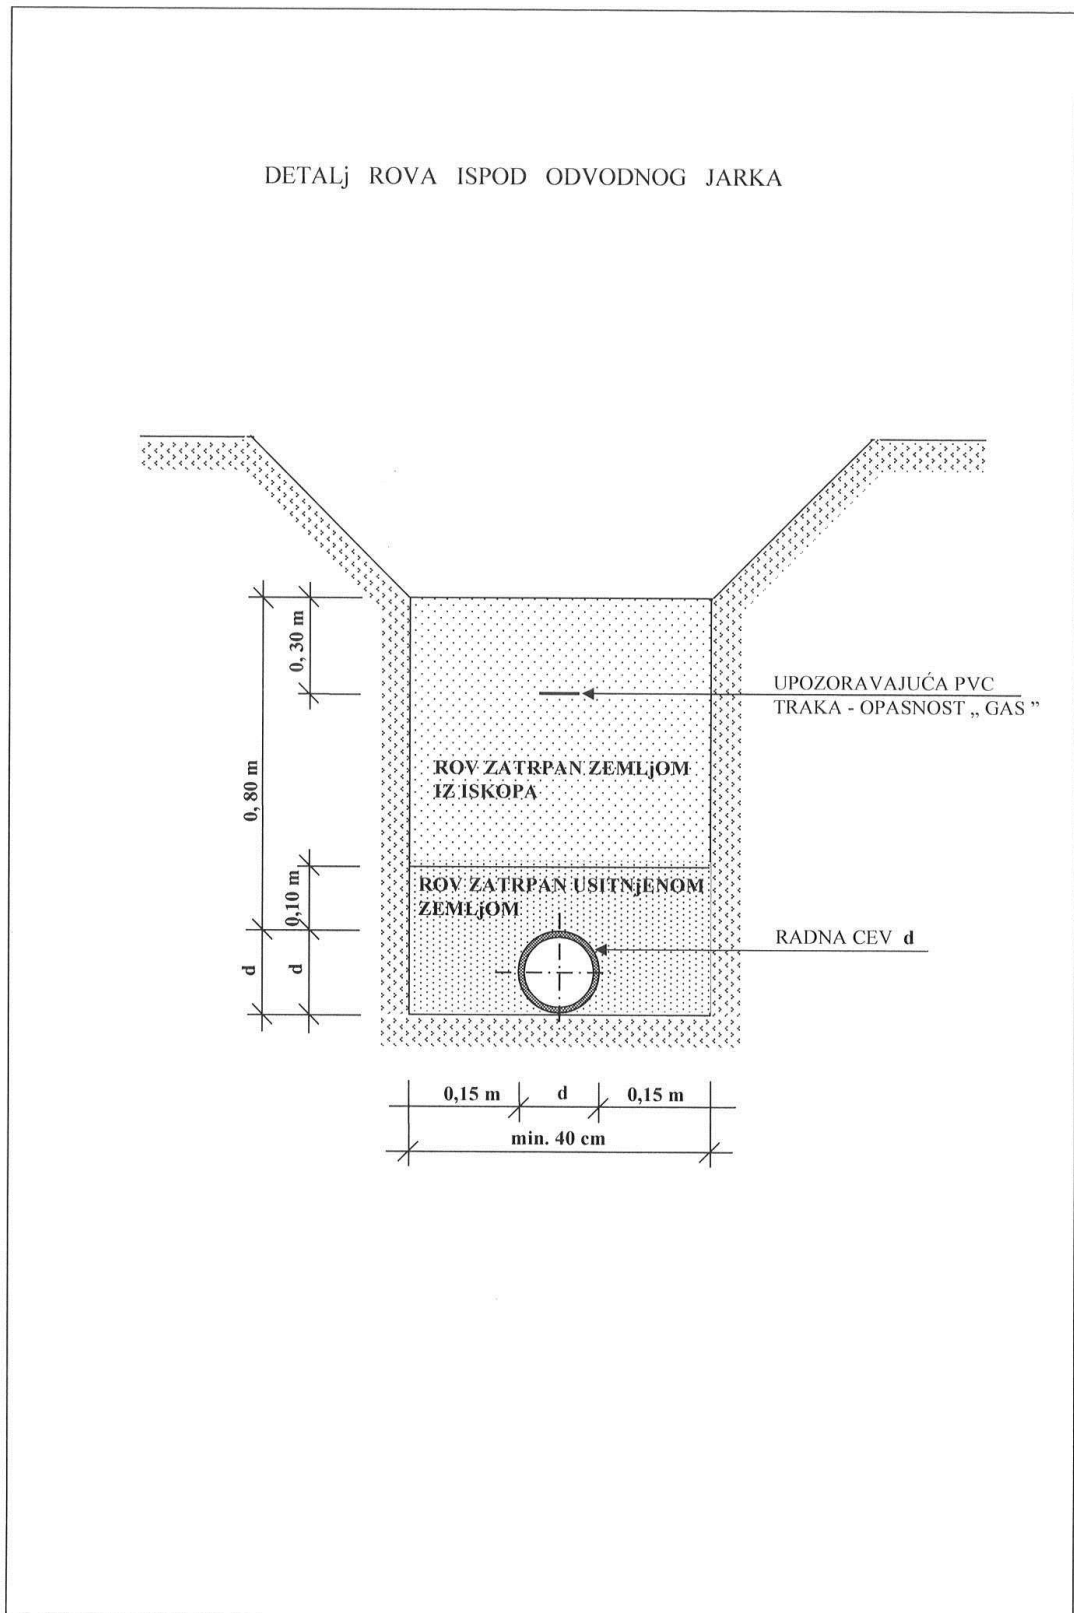 DETALj ROVA ISPOD ODVODNOG JARKA
0, 30 m
UPOZORAVAJUĆA PVC
TRAKA - OPASNOST „ GAS ”
0, 80 m
ROV ZATRPAN ZEMLjOM
IZ ISKOPA
0,10 m
ROV ZATRPAN USITNjENOM
ZEMLjOM
RADNA CEV d
d
d
0,15 m
d
0,15 m
min. 40 cm